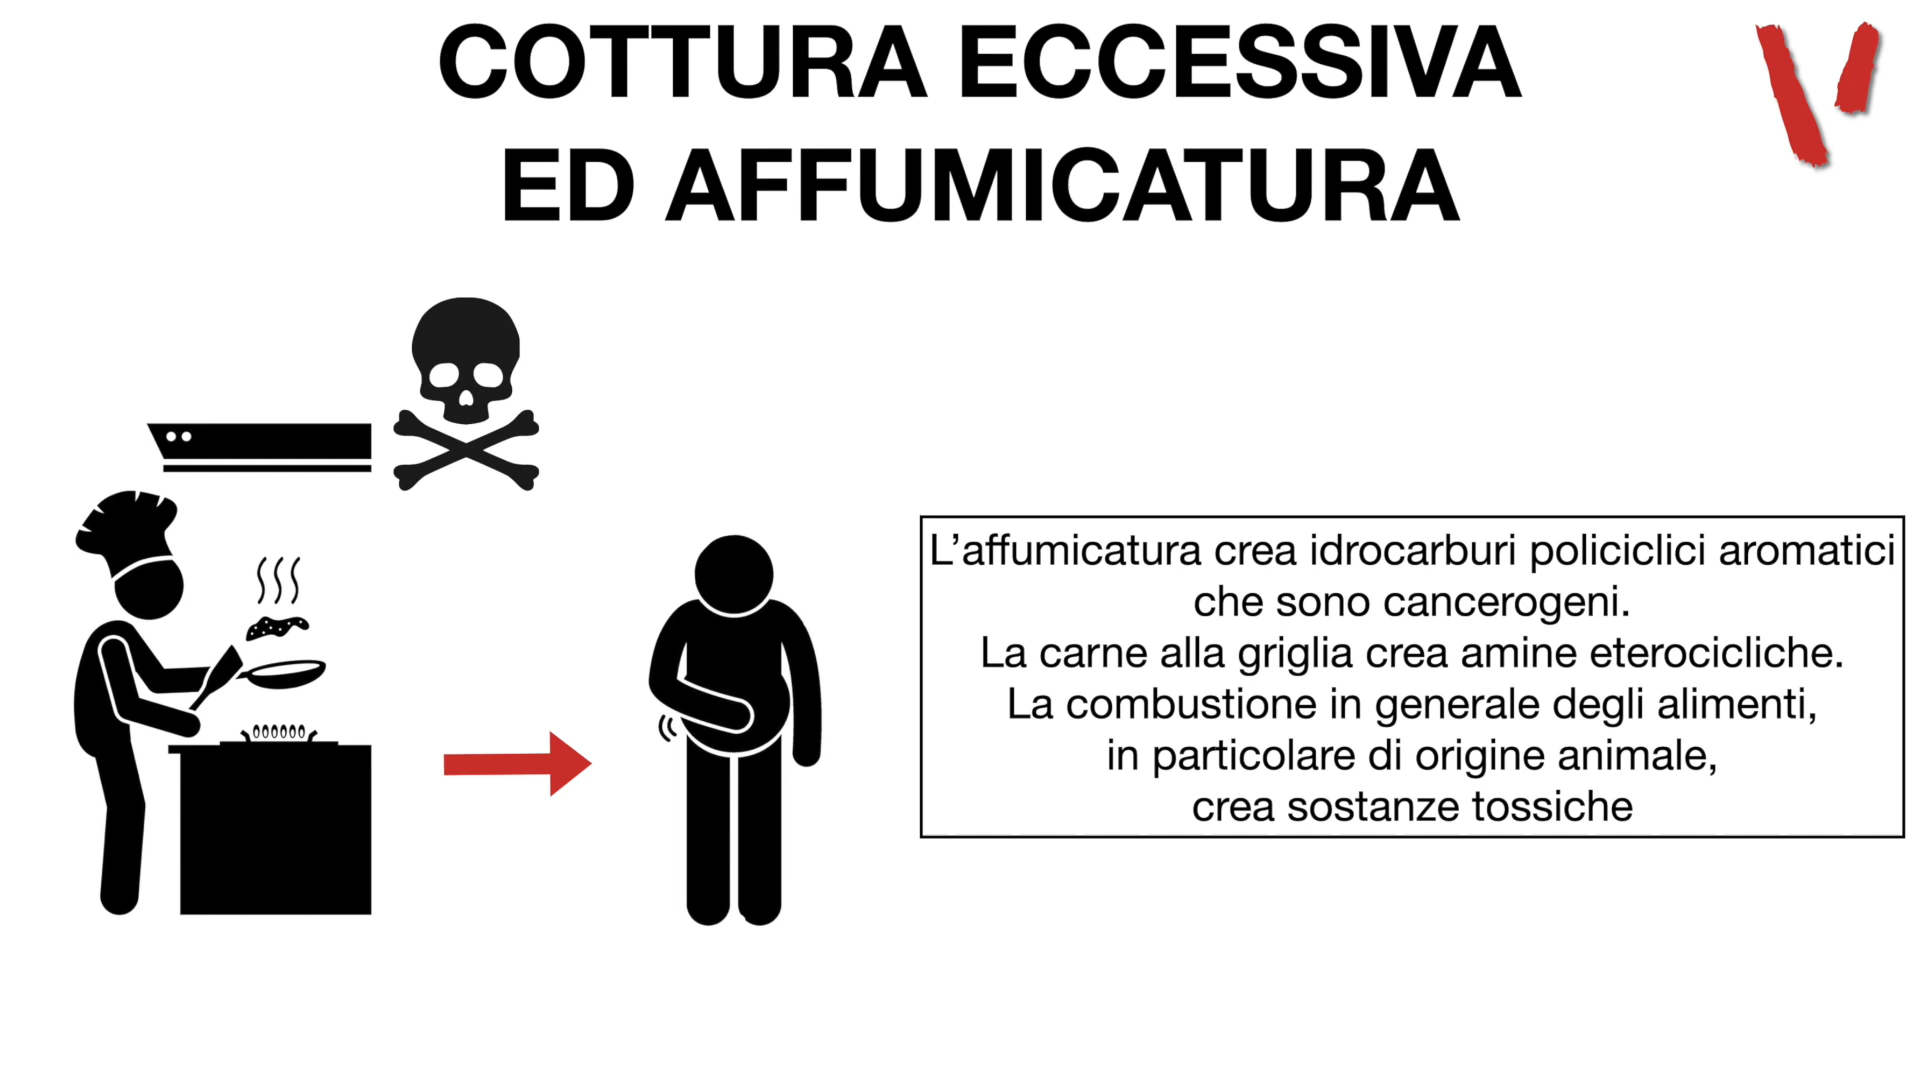 COTTURA ECCESSIVA
ED AFFUMICATURA
L’affumicatura crea idrocarburi policiclici aromatici
che sono cancerogeni.
La carne alla griglia crea amine eterocicliche.
La combustione in generale degli alimenti,
in particolare di origine animale,
crea sostanze tossiche